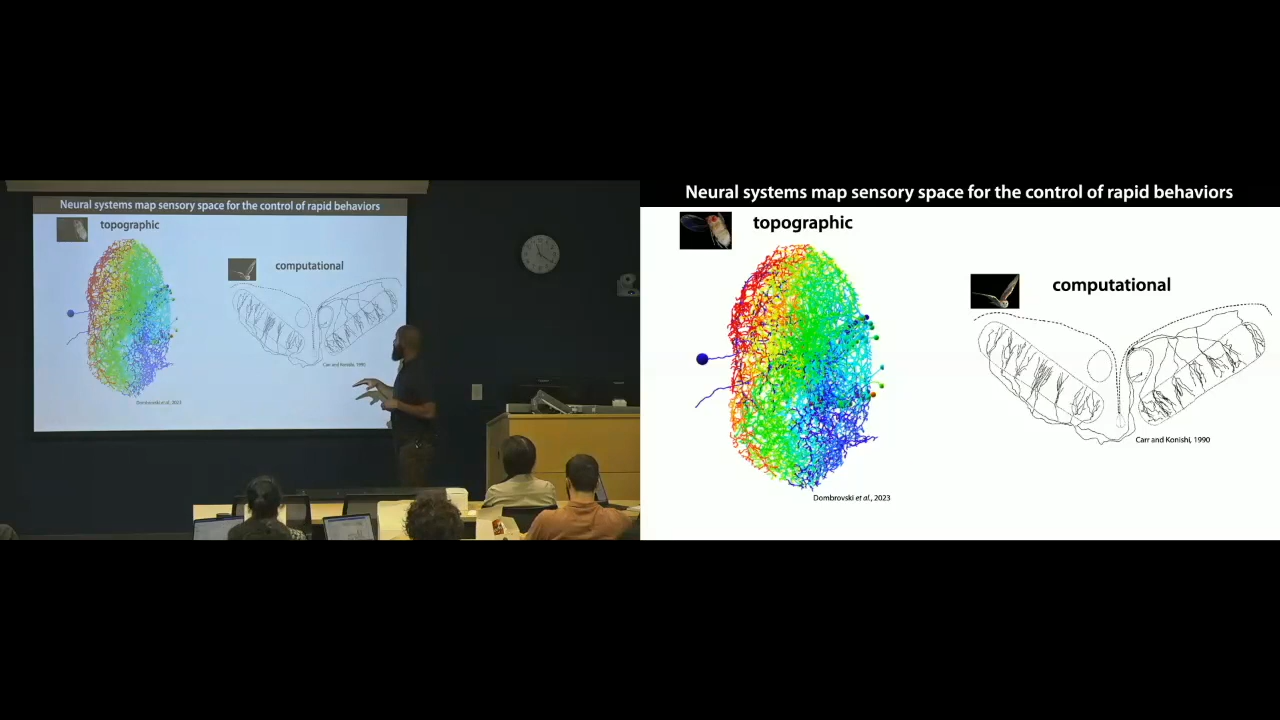 Neural systems map sensory space for the control of rapid behaviors
topographic
computational
Carr and Konishi, 1990
Dombrovski et al., 2023
Neural systems map sensory space for the control of rapid behaviors
topographic
computational
Carr and Konishi, 1990
Dombrovski et al., 2023